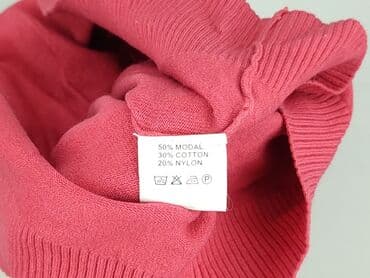 50% MODAL
30% COTTON
20% NYLON
P